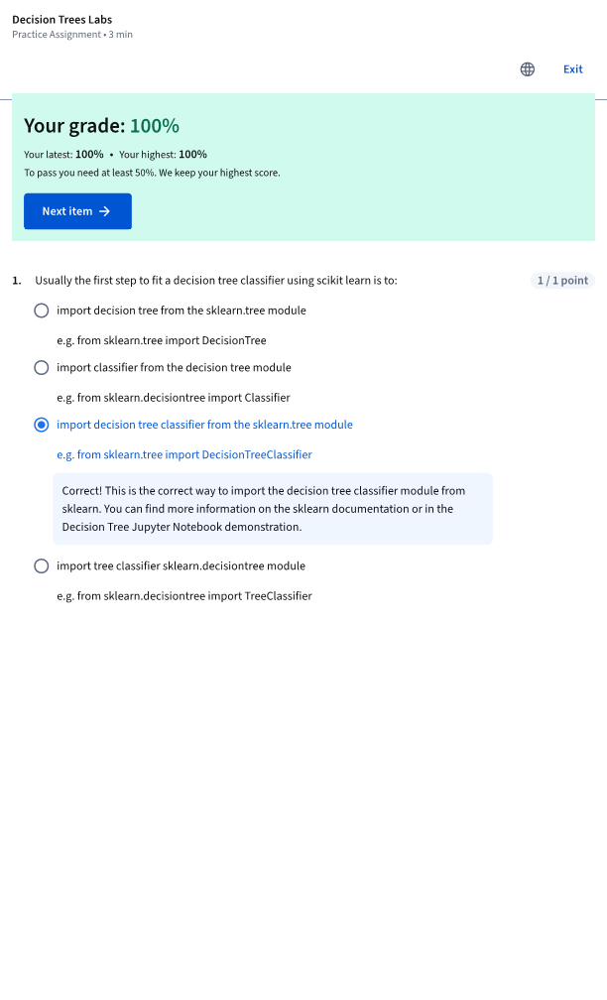 Decision Trees Labs
Practice Assignment • 3 min
Exit
Your grade: 100%
Your latest: 100% • Your highest: 100%
To pass you need at least 50%. We keep your highest score.
Next item
1. Usually the first step to fit a decision tree classifier using scikit learn is to:
1 / 1 point
import decision tree from the sklearn.tree module
e.g. from sklearn.tree import DecisionTree
import classifier from the decision tree module
e.g. from sklearn.decisiontree import Classifier
import decision tree classifier from the sklearn.tree module
e.g. from sklearn.tree import DecisionTreeClassifier
Correct! This is the correct way to import the decision tree classifier module from
sklearn. You can find more information on the sklearn documentation or in the
Decision Tree Jupyter Notebook demonstration.
import tree classifier sklearn.decisiontree module
e.g. from sklearn.decisiontree import TreeClassifier